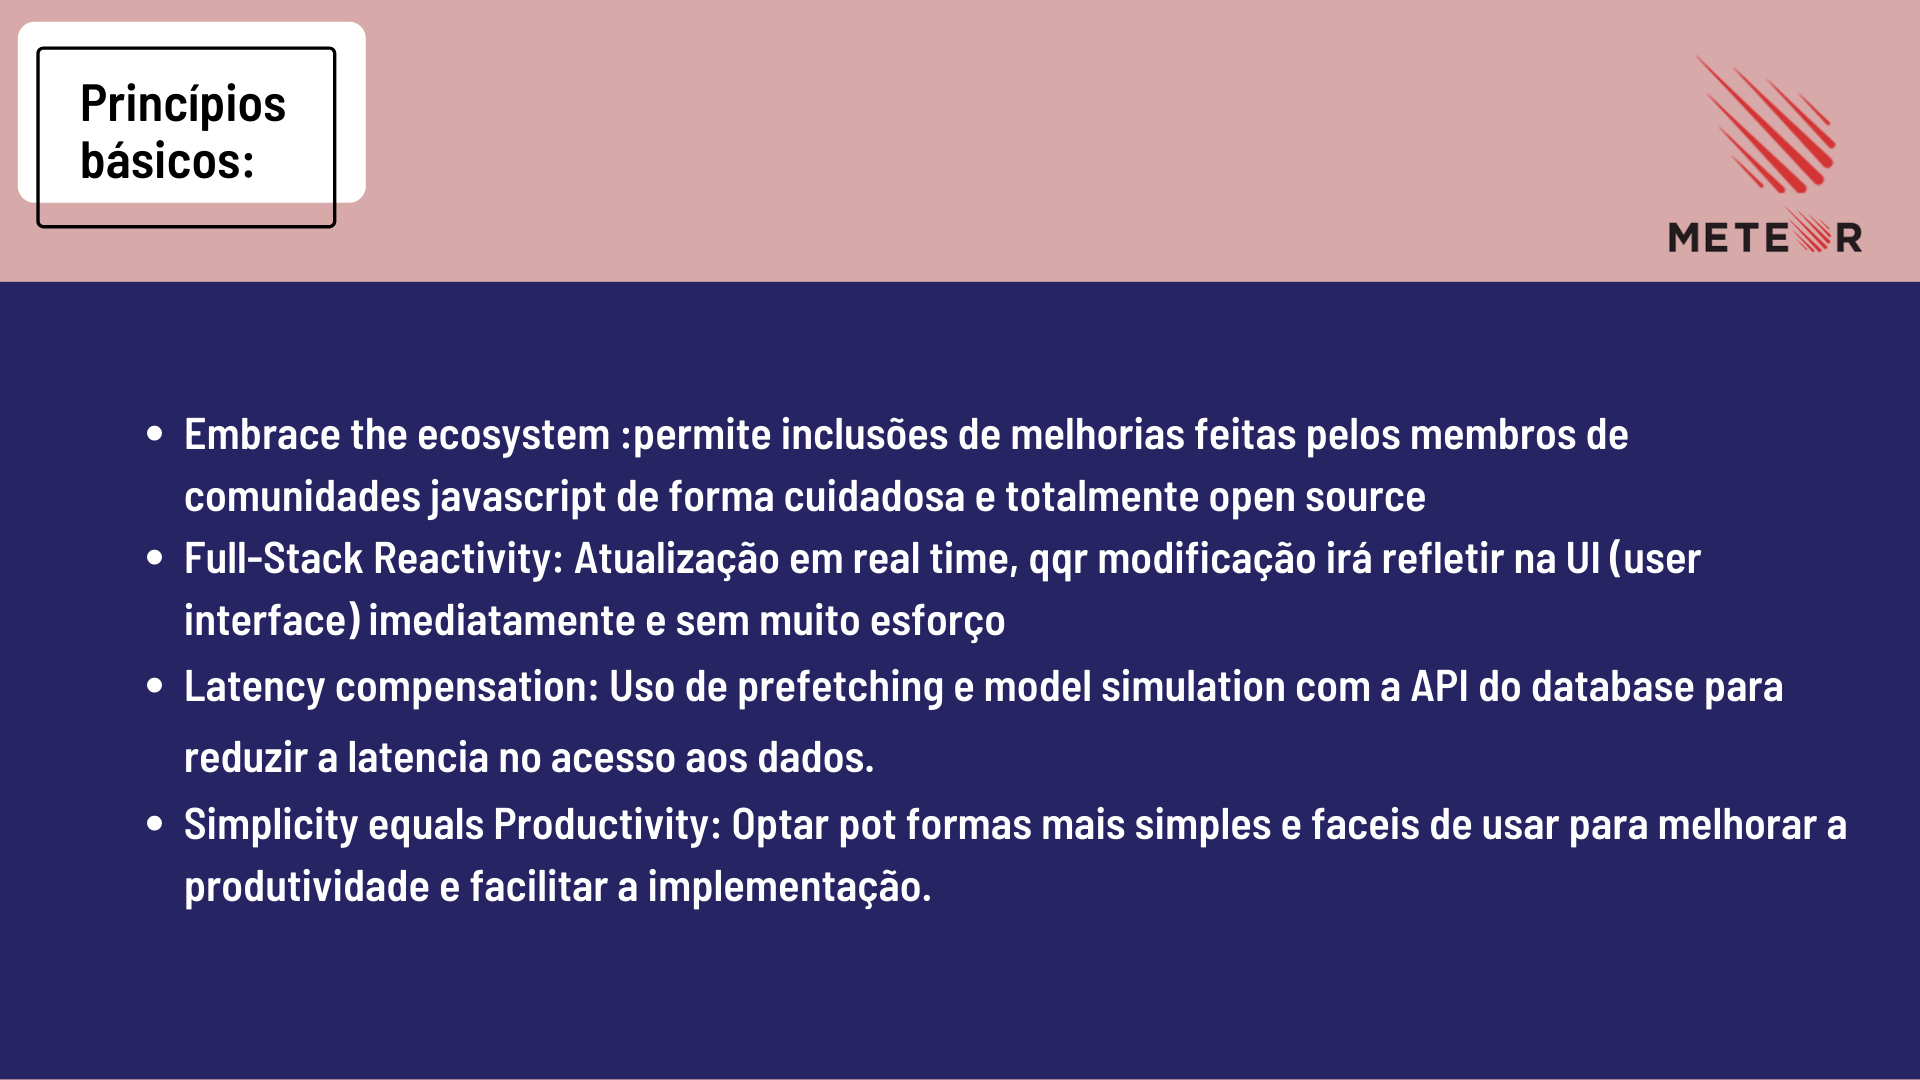 Princípios
básicos:
METEOR
• Embrace the ecosystem :permite inclusões de melhorias feitas pelos membros de
comunidades javascript de forma cuidadosa e totalmente open source
• Full-Stack Reactivity: Atualização em real time, qqr modificação irá refletir na UI (user
interface) imediatamente e sem muito esforço
• Latency compensation: Uso de prefetching e model simulation com a API do database para
reduzir a latencia no acesso aos dados.
• Simplicity equals Productivity: Optar pot formas mais simples e faceis de usar para melhorar a
produtividade e facilitar a implementação.